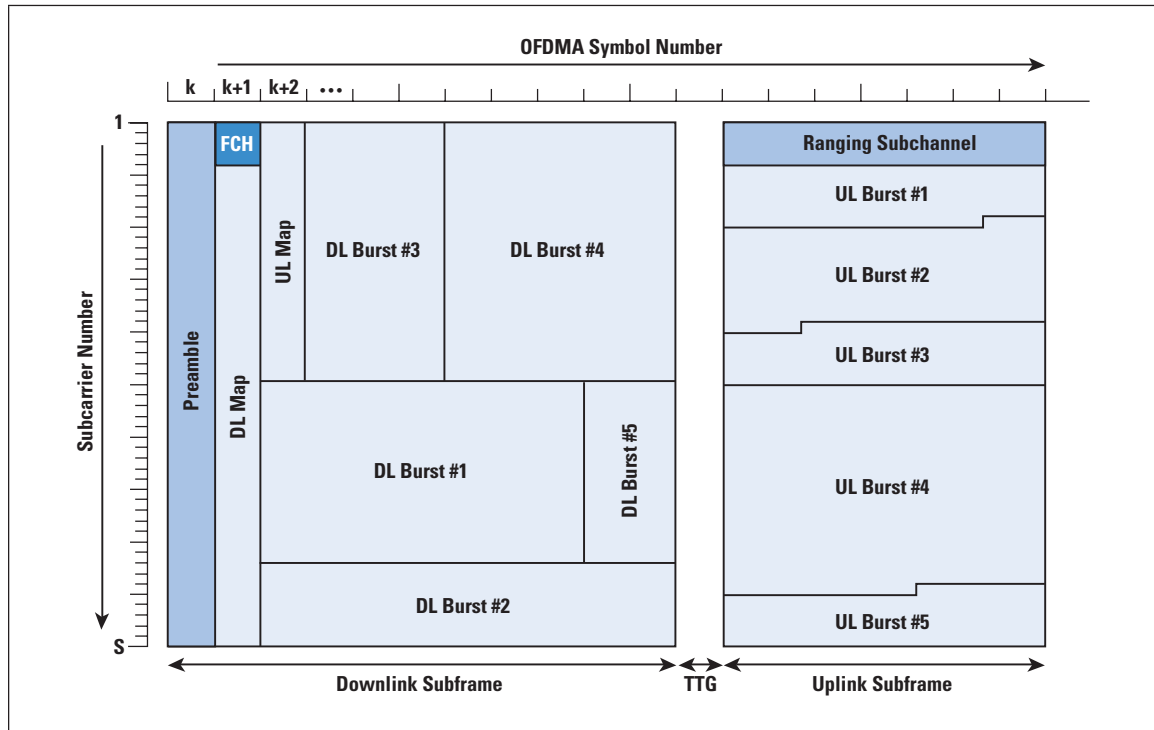 OFDMA Symbol Number
k k+1 k+2 •••
1
FCH
Ranging Subchannel
UL Burst #1
UL Map
DL Burst #3
DL Burst #4
UL Burst #2
Subcarrier Number
Preamble
DL Map
UL Burst #3
DL Burst #1
DL Burst #5
UL Burst #4
DL Burst #2
UL Burst #5
S
Downlink Subframe
TTG
Uplink Subframe